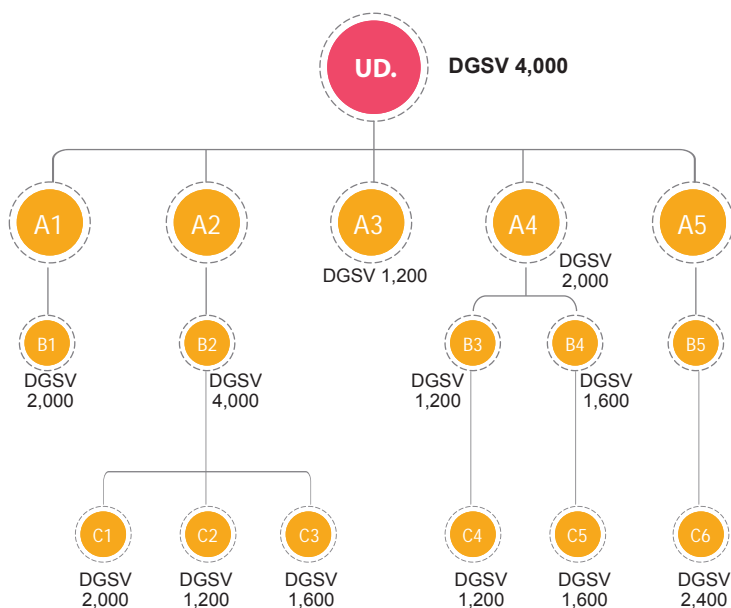 UD.
DGSV 4,000
A1
A2
A3
A4
A5
DGSV 1,200
DGSV
2,000
B1
B2
B3
B4
B5
DGSV
2,000
DGSV
4,000
DGSV
1,200
DGSV
1,600
C1
C2
C3
C4
C5
C6
DGSV
2,000
DGSV
1,200
DGSV
1,600
DGSV
1,200
DGSV
1,600
DGSV
2,400